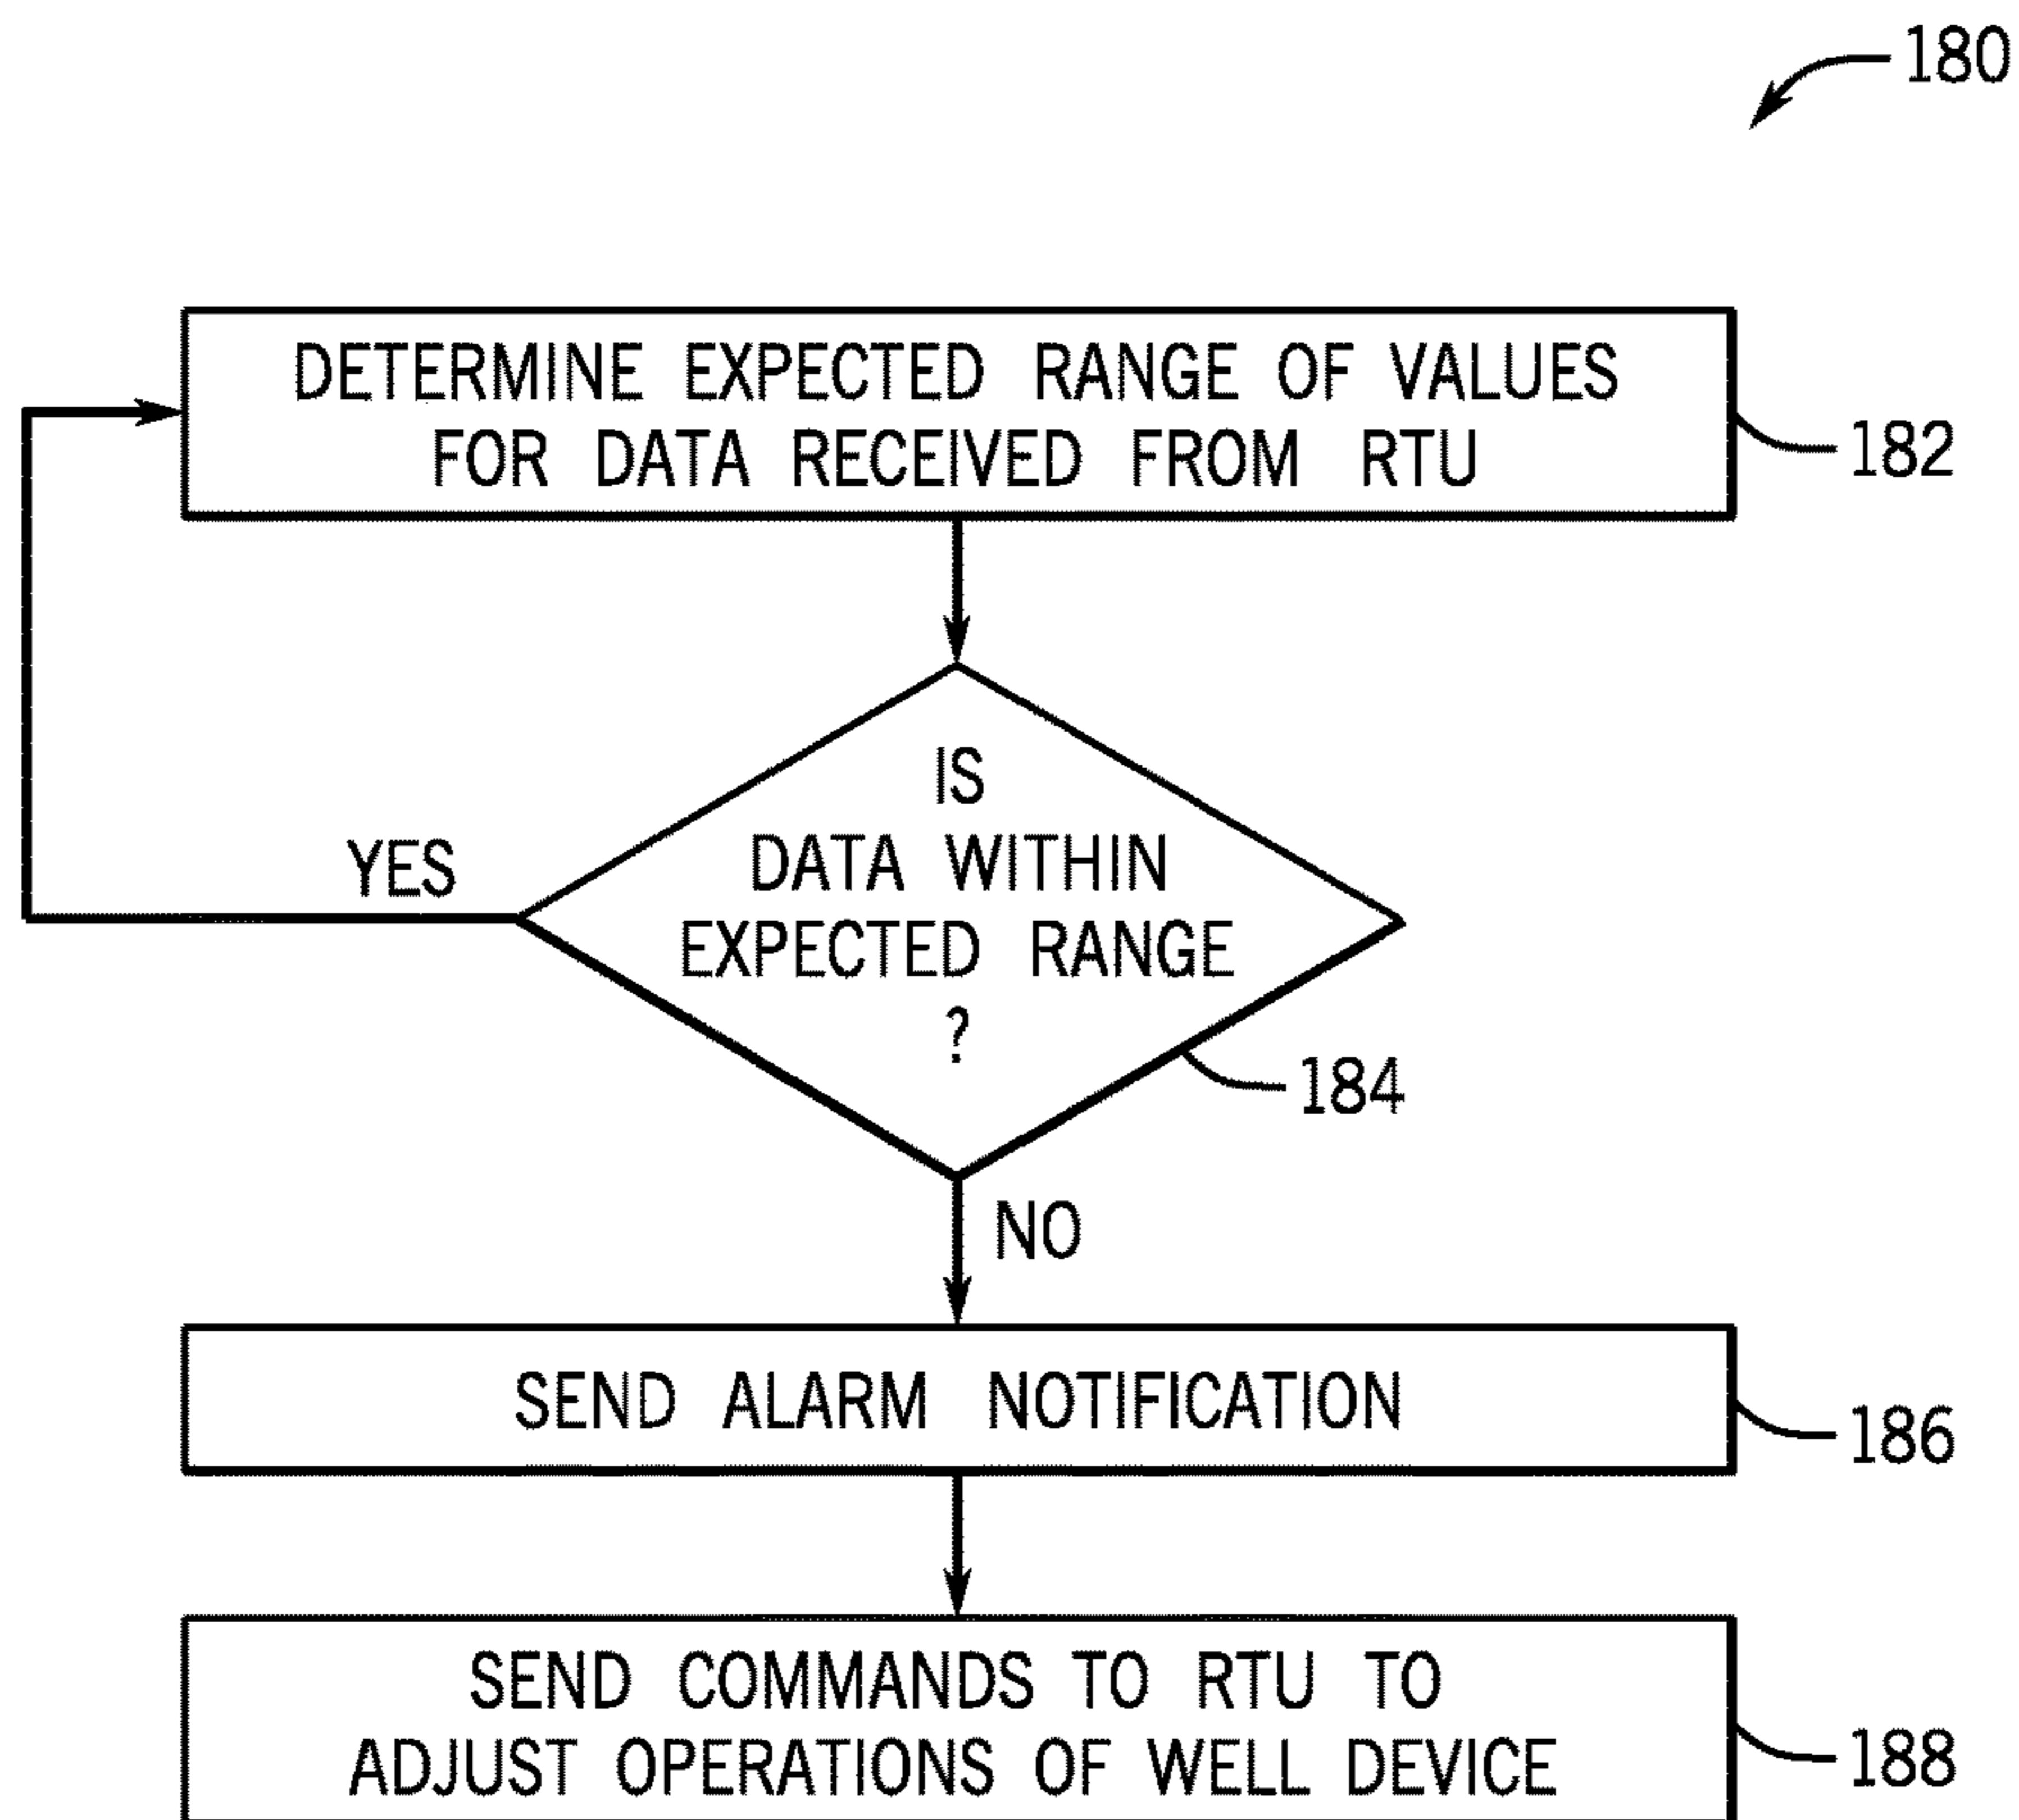 180
DETERMINE EXPECTED RANGE OF VALUES
FOR DATA RECEIVED FROM RTU
182
IS
DATA WITHIN
EXPECTED RANGE
?
YES
184
NO
SEND ALARM NOTIFICATION
186
SEND COMMANDS TO RTU TO
ADJUST OPERATIONS OF WELL DEVICE
188